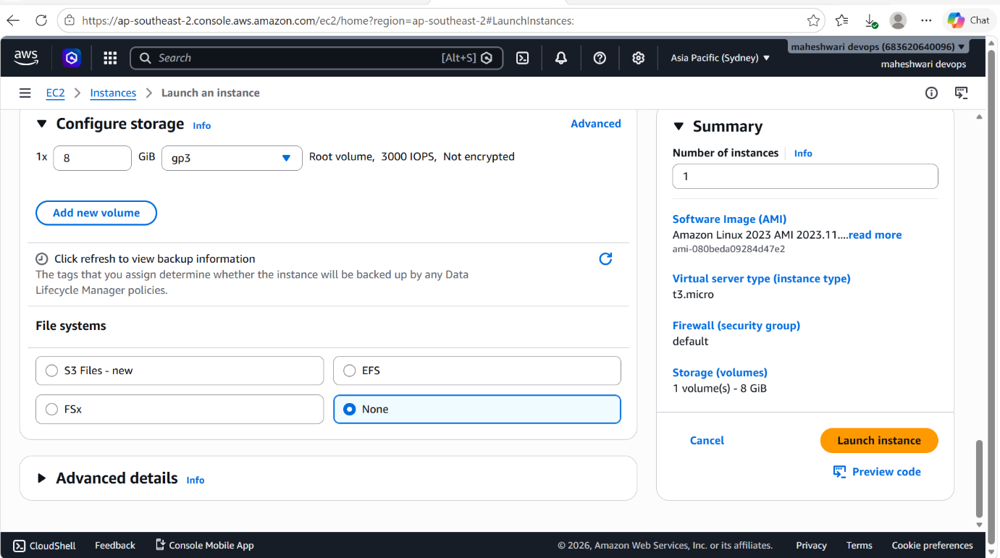 https://ap-southeast-2.console.aws.amazon.com/ec2/home?region=ap-southeast-2#LaunchInstances:
Chat
aws
Search [Alt+S]
Asia Pacific (Sydney)
maheshwari devops (683620640096)
maheshwari devops
EC2 Instances Launch an instance
Configure storage Info
Advanced
1x 8 GiB gp3 Root volume, 3000 IOPS, Not encrypted
Add new volume
Click refresh to view backup information
The tags that you assign determine whether the instance will be backed up by any Data
Lifecycle Manager policies.
File systems
S3 Files - new
EFS
FSx
None
Advanced details Info
Summary
Number of instances Info
1
Software Image (AMI)
Amazon Linux 2023 AMI 2023.11....read more
ami-080beda09284d47e2
Virtual server type (instance type)
t3.micro
Firewall (security group)
default
Storage (volumes)
1 volume(s) - 8 GiB
Cancel
Launch instance
Preview code
CloudShell Feedback Console Mobile App © 2026, Amazon Web Services, Inc. or its affiliates. Privacy Terms Cookie preferences